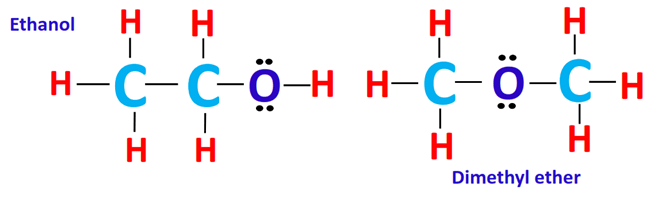 Ethanol
H H
H C C O H
H H
H H
H C O C H
H H
Dimethyl ether